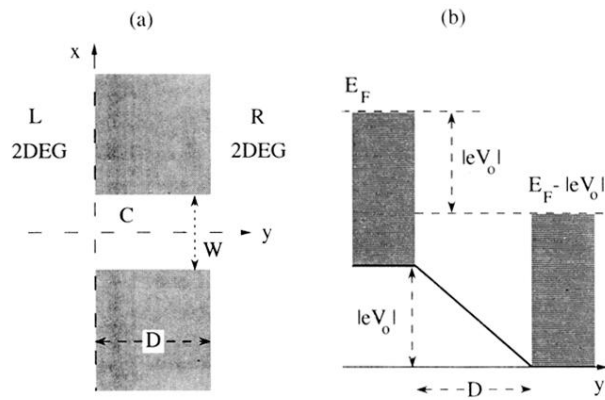 (a)
x
L
2DEG
R
2DEG
C
y
W
D
(b)
E_F
|eV_o|
E_F - |eV_o|
|eV_o|
D
y